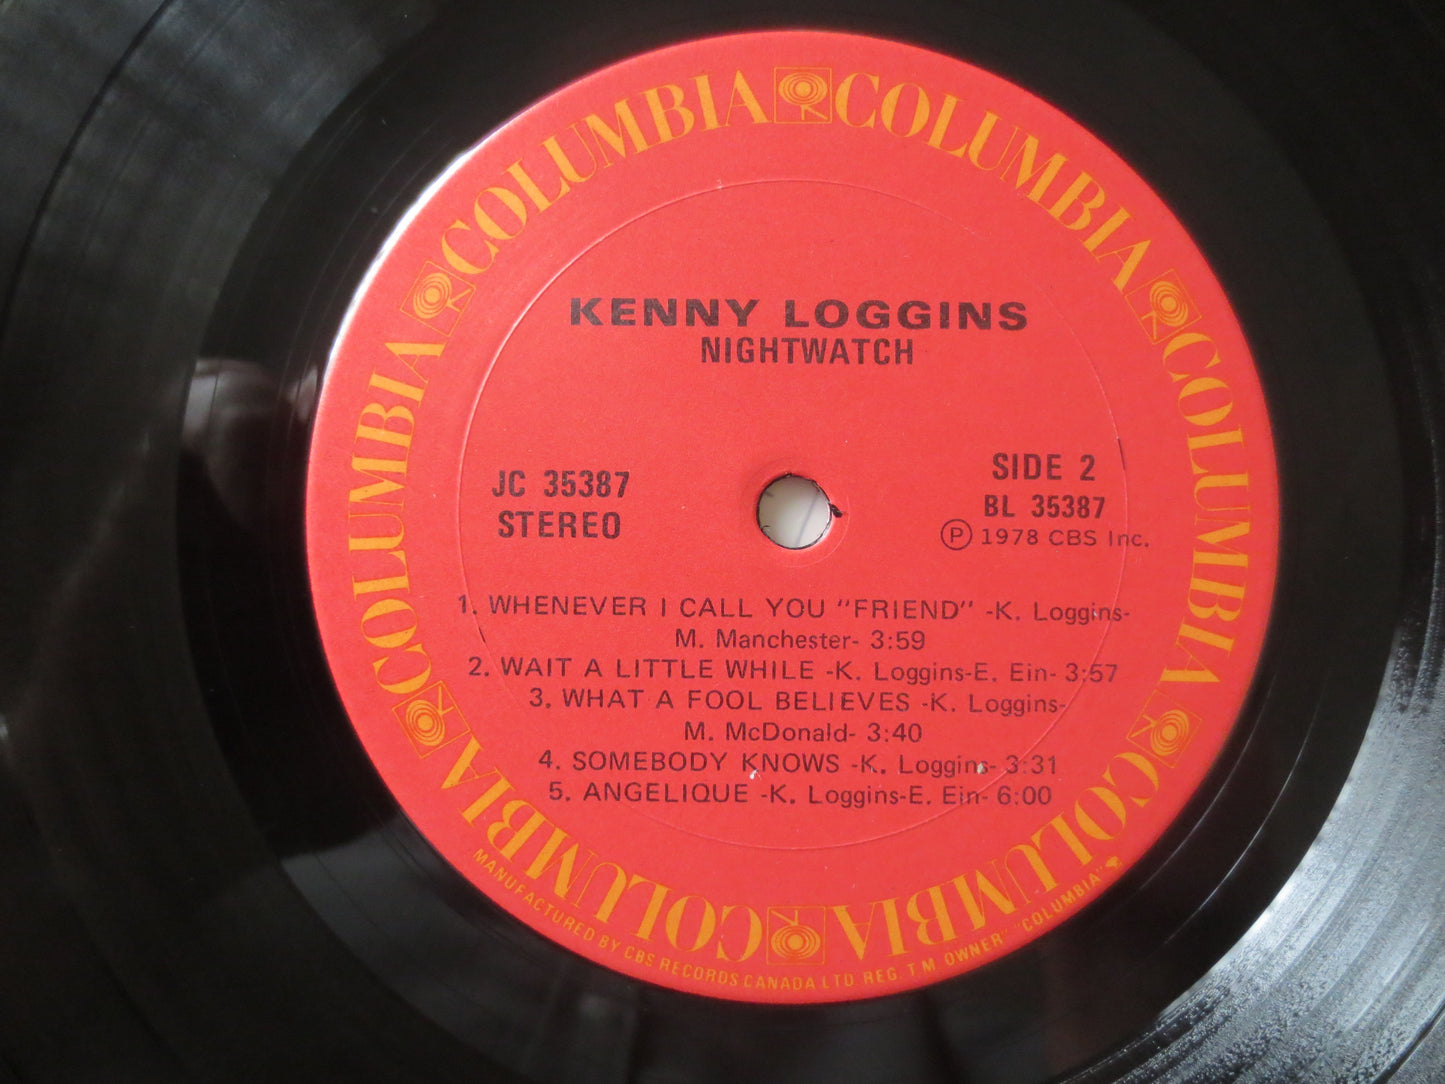 COLUMBIA COLUMBIA COLUMBIA COLUMBIA COLUMBIA COLUMBIA COLUMBIA COLUMBIA
KENNY LOGGINS
NIGHTWATCH
JC 35387
STEREO
SIDE 2
BL 35387
Ⓟ 1978 CBS Inc.
1. WHENEVER I CALL YOU "FRIEND" -K. Loggins-
M. Manchester- 3:59
2. WAIT A LITTLE WHILE -K. Loggins-E. Ein- 3:57
3. WHAT A FOOL BELIEVES -K. Loggins-
M. McDonald- 3:40
4. SOMEBODY KNOWS -K. Loggins- 3:31
5. ANGELIQUE -K. Loggins-E. Ein- 6:00
MANUFACTURED BY CBS RECORDS CANADA LTD REG. T.M OWNER" "COLUMBIA"